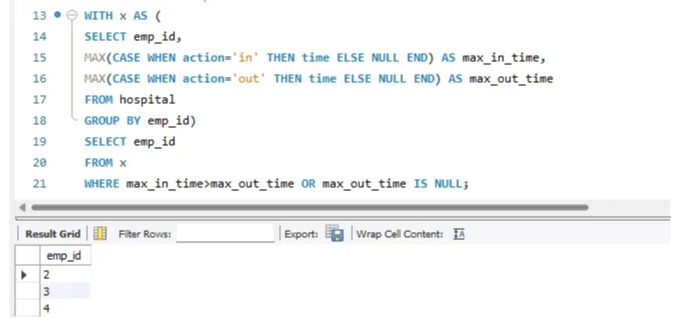 13 WITH x AS (
14 SELECT emp_id,
15 MAX(CASE WHEN action='in' THEN time ELSE NULL END) AS max_in_time,
16 MAX(CASE WHEN action='out' THEN time ELSE NULL END) AS max_out_time
17 FROM hospital
18 GROUP BY emp_id)
19 SELECT emp_id
20 FROM x
21 WHERE max_in_time>max_out_time OR max_out_time IS NULL;
Result Grid Filter Rows: Export: Wrap Cell Content: IA
emp_id
2
3
4